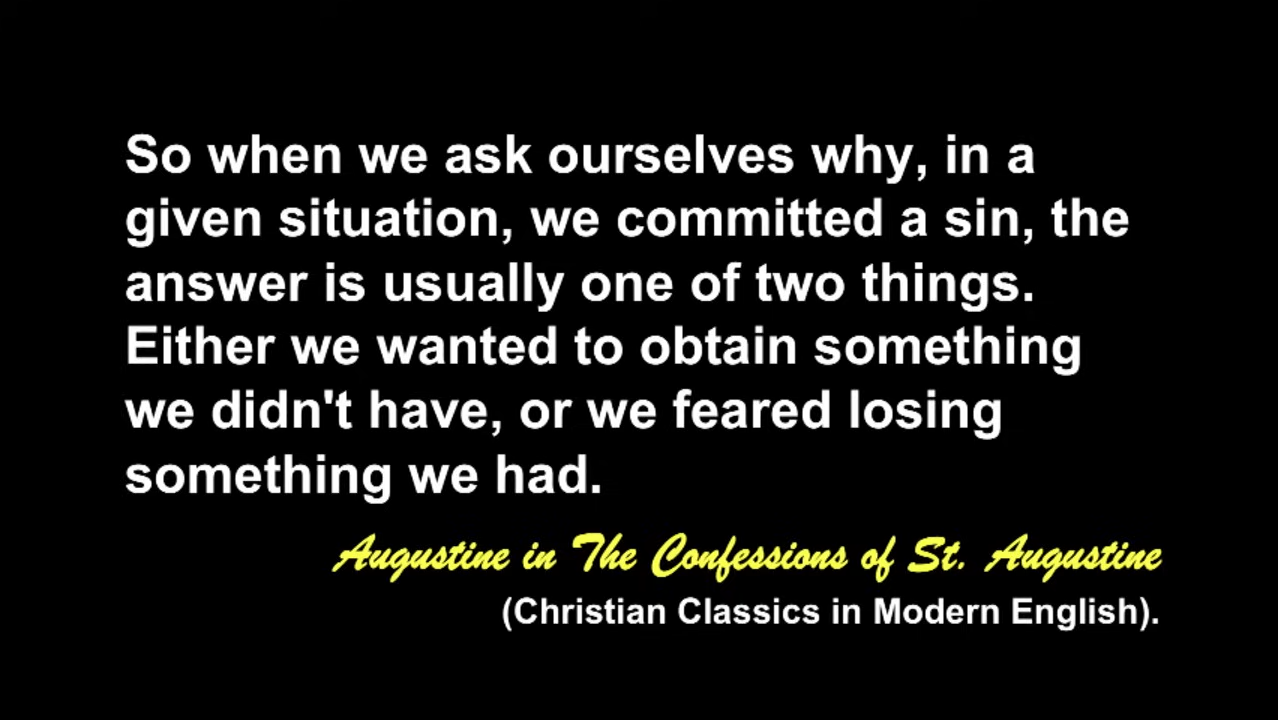 So when we ask ourselves why, in a
given situation, we committed a sin, the
answer is usually one of two things.
Either we wanted to obtain something
we didn't have, or we feared losing
something we had.
Augustine in The Confessions of St. Augustine
(Christian Classics in Modern English).